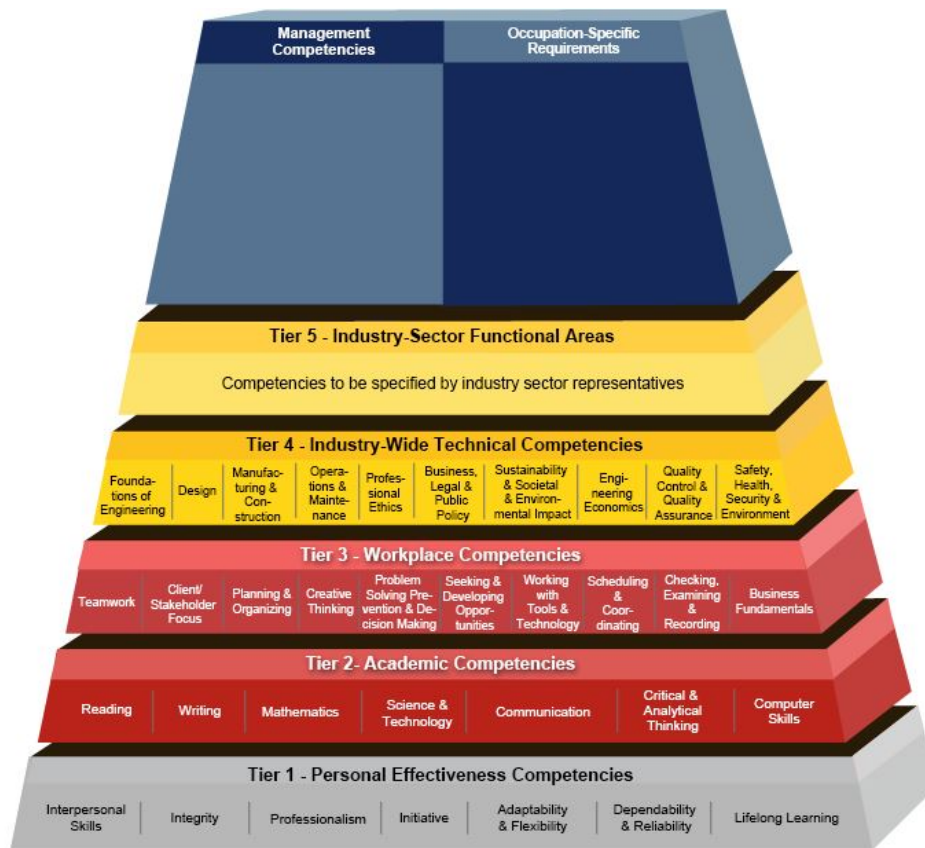 Management
Competencies
Occupation-Specific
Requirements
Tier 5 - Industry-Sector Functional Areas
Competencies to be specified by industry sector representatives
Tier 4 - Industry-Wide Technical Competencies
Founda-
tions of
Engineering
Design
Manufac-
turing &
Con-
struction
Opera-
tions &
Mainte-
nance
Profes-
sional
Ethics
Business,
Legal &
Public
Policy
Sustainability
& Societal
& Environ-
mental Impact
Engi-
neering
Economics
Quality
Control &
Quality
Assurance
Safety,
Health,
Security &
Environment
Tier 3 - Workplace Competencies
Teamwork
Client/
Stakeholder
Focus
Planning &
Organizing
Creative
Thinking
Problem
Solving Pre-
vention & De-
cision Making
Seeking &
Developing
Oppor-
tunities
Working
with
Tools &
Technology
Scheduling
&
Coor-
dinating
Checking,
Examining
&
Recording
Business
Fundamentals
Tier 2- Academic Competencies
Reading
Writing
Mathematics
Science &
Technology
Communication
Critical &
Analytical
Thinking
Computer
Skills
Tier 1 - Personal Effectiveness Competencies
Interpersonal
Skills
Integrity
Professionalism
Initiative
Adaptability
& Flexibility
Dependability
& Reliability
Lifelong Learning